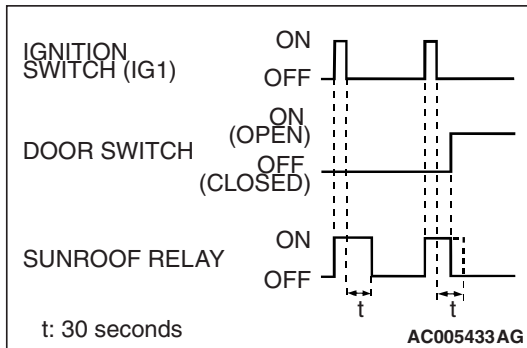 IGNITION
SWITCH (IG1)
ON
OFF
DOOR SWITCH
ON
(OPEN)
OFF
(CLOSED)
SUNROOF RELAY
ON
OFF
t
t
t: 30 seconds
AC005433AG